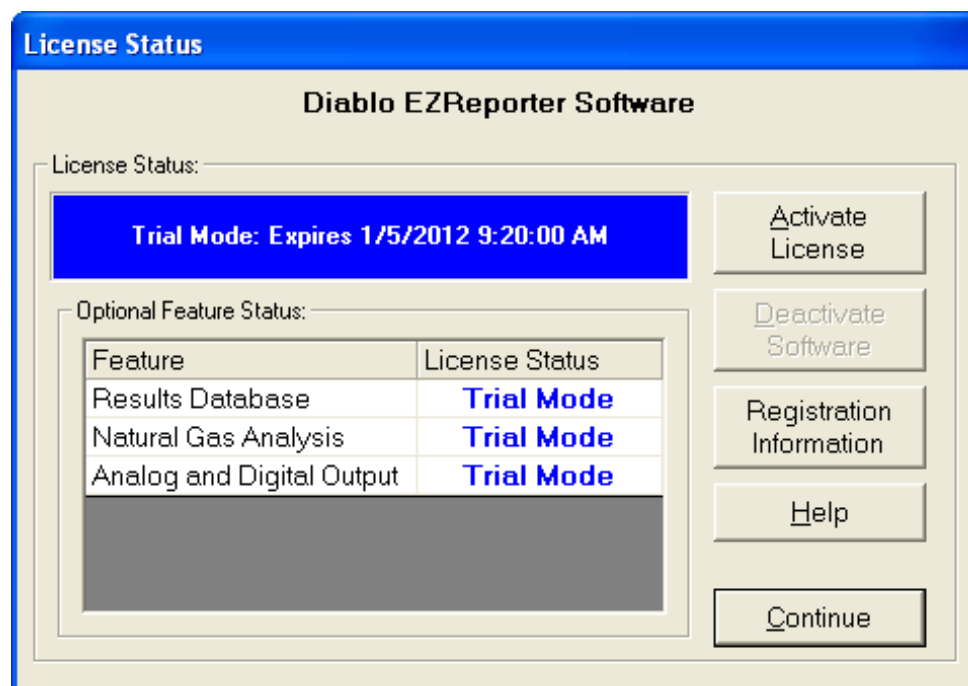 License Status
Diablo EZReporter Software
License Status:
Trial Mode: Expires 1/5/2012 9:20:00 AM
Activate
License
Optional Feature Status:
Deactivate
Software
Feature License Status
Results Database Trial Mode
Natural Gas Analysis Trial Mode
Analog and Digital Output Trial Mode
Registration
Information
Help
Continue